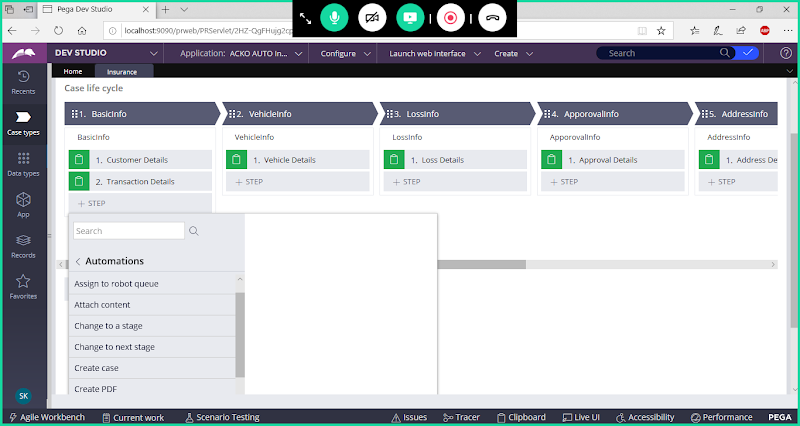 Pega Dev Studio
localhost:9090/prweb/PRServlet/2HZ-QgFHujg2cp
ABP
DEV STUDIO
Application: ACKO AUTO In...
Configure
Launch web interface
Create
Search
Home
Insurance
Recents
Case types
Data types
App
Records
Favorites
SK
Case life cycle
1. BasicInfo
2. VehicleInfo
3. LossInfo
4. ApporovalInfo
5. AddressInfo
BasicInfo
VehicleInfo
LossInfo
ApporovalInfo
AddressInfo
1. Customer Details
1. Vehicle Details
1. Loss Details
1. Approval Details
1. Address De
2. Transaction Details
+ STEP
+ STEP
+ STEP
+ STEP
+ STEP
Search
Automations
Assign to robot queue
Attach content
Change to a stage
Change to next stage
Create case
Create PDF
Agile Workbench
Current work
Scenario Testing
Issues
Tracer
Clipboard
Live UI
Accessibility
Performance
PEGA